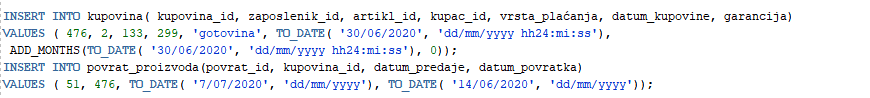 INSERT INTO kupovina( kupovina_id, zaposlenik_id, artikl_id, kupac_id, vrsta_plaćanja, datum_kupovine, garancija)
VALUES ( 476, 2, 133, 299, 'gotovina', TO_DATE( '30/06/2020', 'dd/mm/yyyy hh24:mi:ss'),
ADD_MONTHS(TO_DATE( '30/06/2020', 'dd/mm/yyyy hh24:mi:ss'), 0));
INSERT INTO povrat_proizvoda(povrat_id, kupovina_id, datum_predaje, datum_povratka)
VALUES ( 51, 476, TO_DATE( '7/07/2020', 'dd/mm/yyyy'), TO_DATE( '14/06/2020', 'dd/mm/yyyy'));